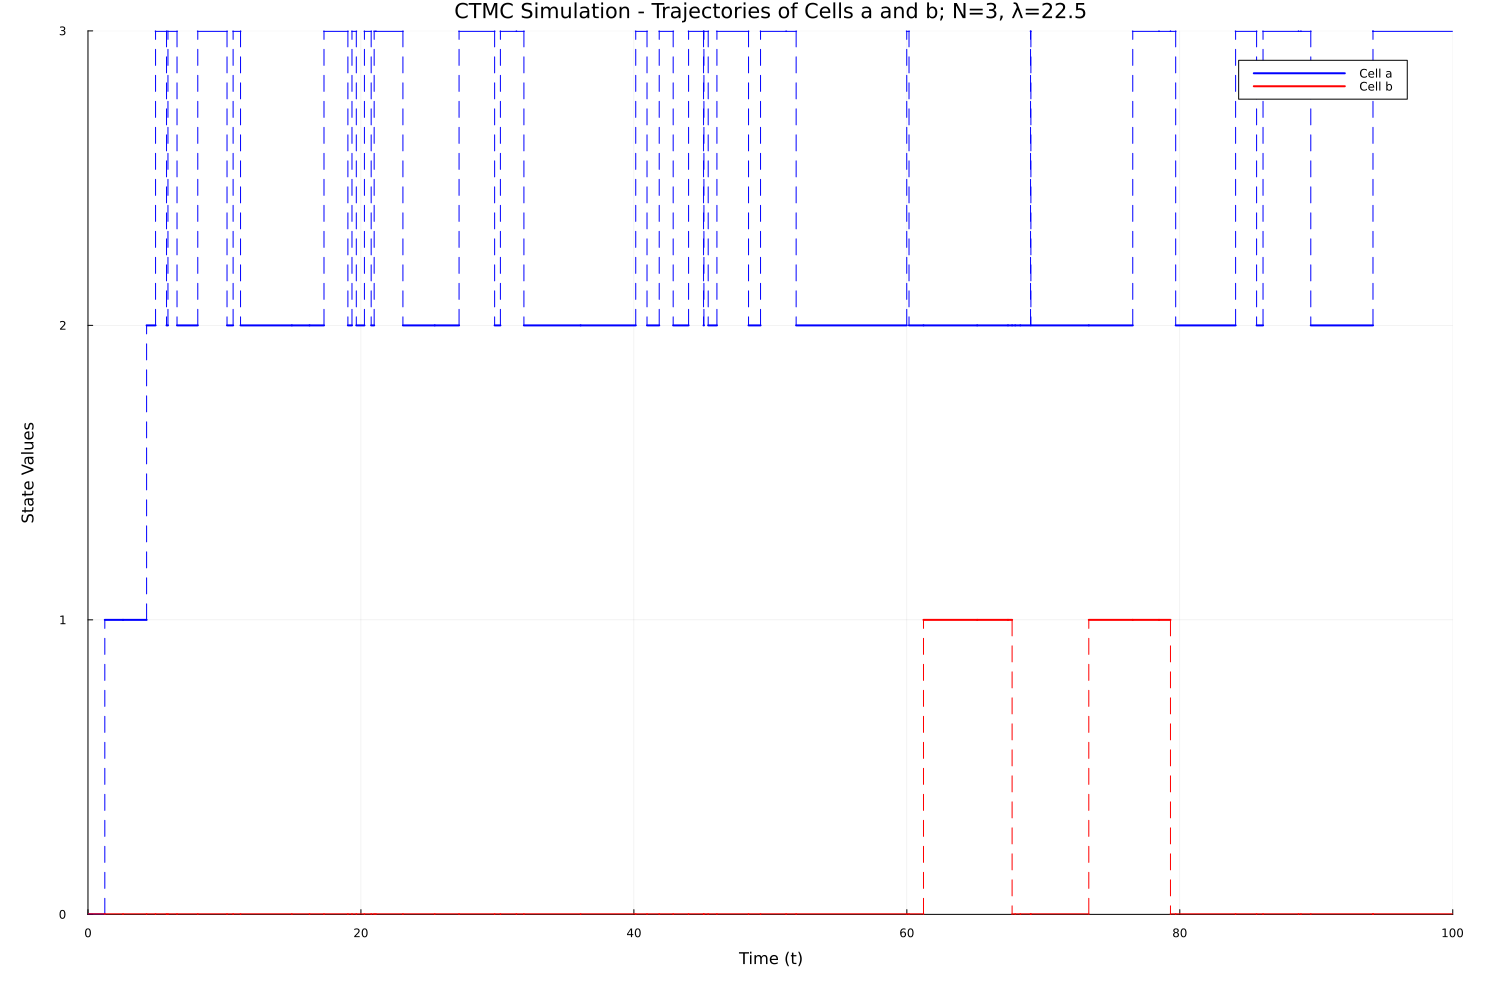 CTMC Simulation - Trajectories of Cells a and b; N=3, λ=22.5
3
Cell a
Cell b
2
State Values
1
0
0 20 40 60 80 100
Time (t)